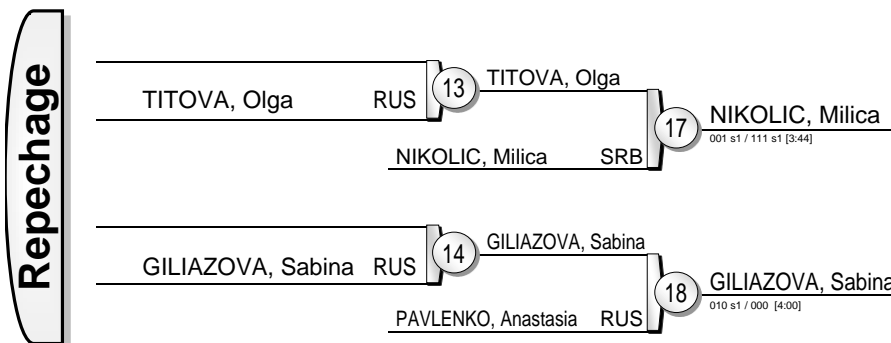 Repechage
TITOVA, Olga RUS
13
TITOVA, Olga
NIKOLIC, Milica SRB
17
NIKOLIC, Milica
001 s1 / 111 s1 [3:44]
GILIAZOVA, Sabina RUS
14
GILIAZOVA, Sabina
PAVLENKO, Anastasia RUS
18
GILIAZOVA, Sabina
010 s1 / 000 [4:00]